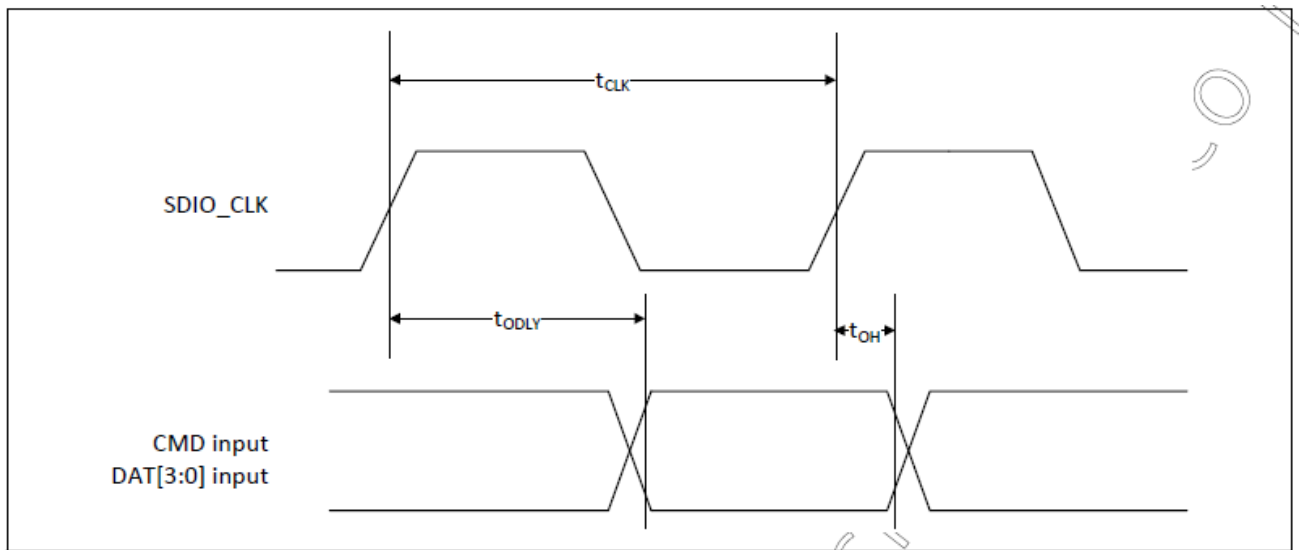 tCLK
SDIO_CLK
tODLY
tOH
CMD input
DAT[3:0] input